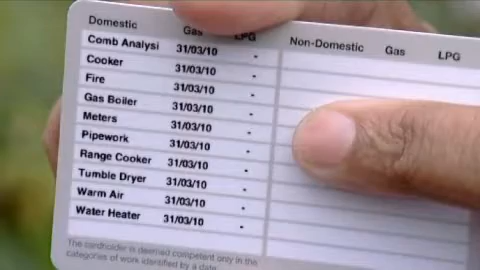 Domestic Gas LPG Non-Domestic Gas LPG
Comb Analysi 31/03/10 -
Cooker 31/03/10 -
Fire 31/03/10 -
Gas Boiler 31/03/10 -
Meters 31/03/10 -
Pipework 31/03/10 -
Range Cooker 31/03/10 -
Tumble Dryer 31/03/10 -
Warm Air 31/03/10 -
Water Heater 31/03/10 -
The cardholder is deemed competent only in the
categories of work identified by a date